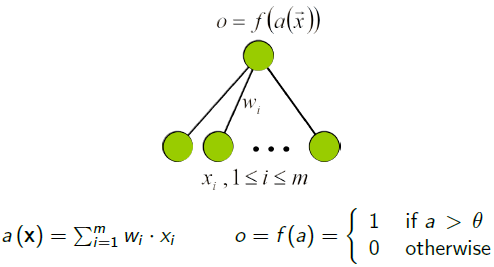 o = f(a(x⃗))
w_i
x_i , 1 ≤ i ≤ m
a (x) = ∑_{i=1}^{m} w_i · x_i o = f(a) = { 1 if a > θ
0 otherwise